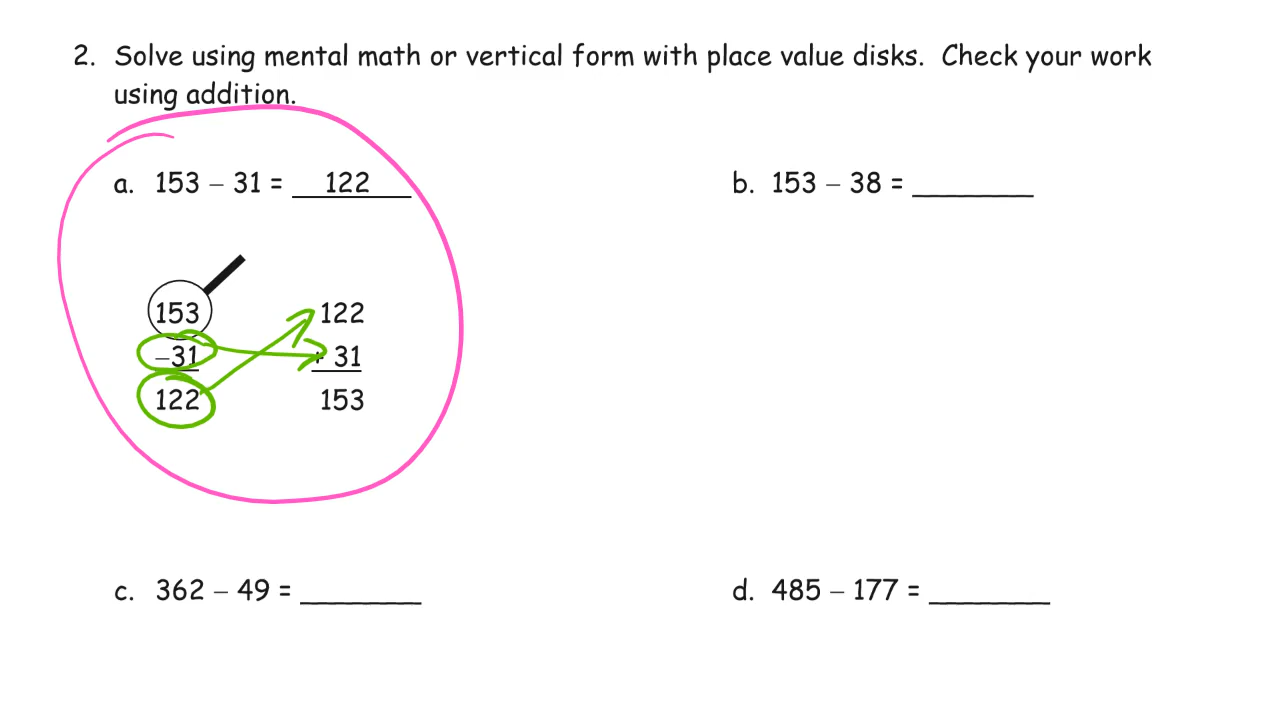 2. Solve using mental math or vertical form with place value disks. Check your work
using addition.
a. 153 – 31 = 122
b. 153 – 38 = ________
153
–31
122
122
+ 31
153
c. 362 – 49 = ________
d. 485 – 177 = ________